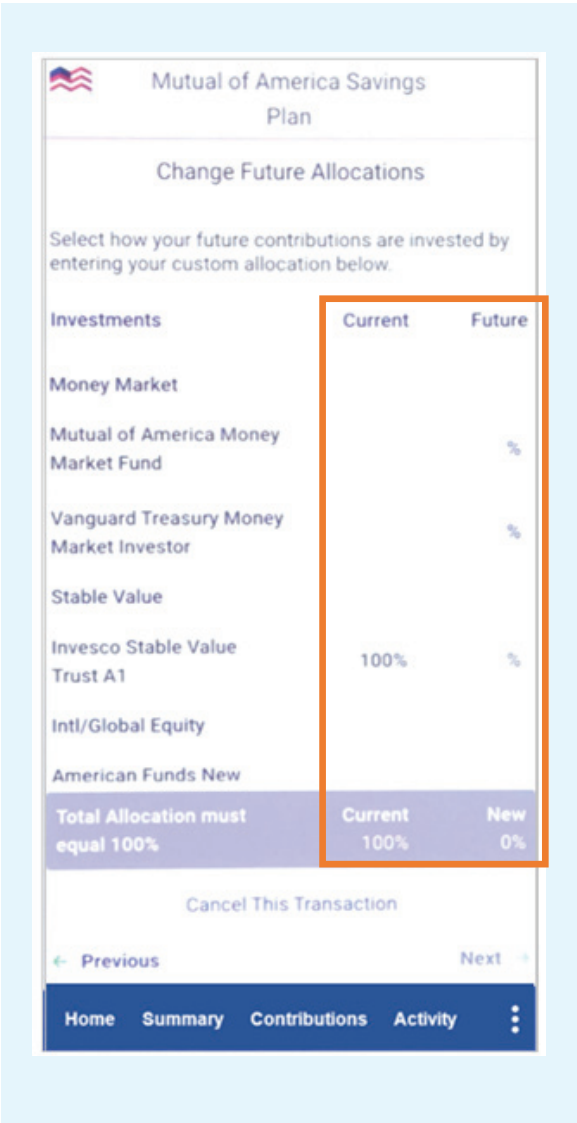 Mutual of America Savings
Plan
Change Future Allocations
Select how your future contributions are invested by
entering your custom allocation below.
Investments Current Future
Money Market
Mutual of America Money
Market Fund %
Vanguard Treasury Money
Market Investor %
Stable Value
Invesco Stable Value
Trust A1 100% %
Intl/Global Equity
American Funds New
Total Allocation must Current New
equal 100% 100% 0%
Cancel This Transaction
← Previous Next →
Home Summary Contributions Activity